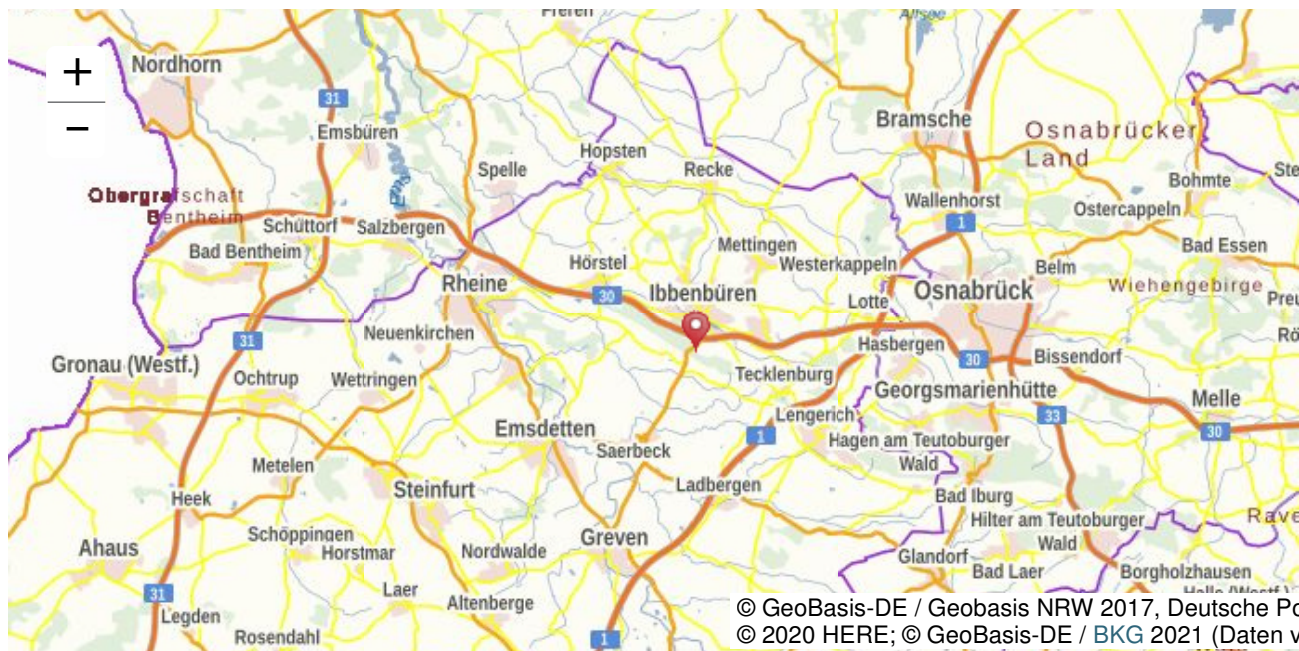 Freren
Alfsee
+
Nordhorn
31
Bramsche
Emsbüren
Osnabrücker
Land
Hopsten
Spelle
Recke
Bohmte
Obergrafschaft
Bentheim
Ems
Wallenhorst
Ostercappeln
1
Schüttorf
Salzbergen
Mettingen
Bad Essen
Bad Bentheim
Hörstel
Westerkappeln
Belm
Rheine
30
Ibbenbüren
Lotte
Osnabrück
Wiehengebirge
Neuenkirchen
31
Hasbergen
Gronau (Westf.)
30
Bissendorf
Ochtrup
Wettringen
Tecklenburg
Georgsmarienhütte
Melle
Lengerich
33
Emsdetten
1
30
Hagen am Teutoburger
Wald
Saerbeck
Metelen
Steinfurt
Ladbergen
Heek
Bad Iburg
Hilter am Teutoburger
Wald
Schöppingen
Greven
Ahaus
Horstmar
Nordwalde
Glandorf
Bad Laer
Borgholzhausen
31
Laer
Altenberge
Legden
Rosendahl
1
© GeoBasis-DE / Geobasis NRW 2017, Deutsche Po
© 2020 HERE; © GeoBasis-DE / BKG 2021 (Daten v